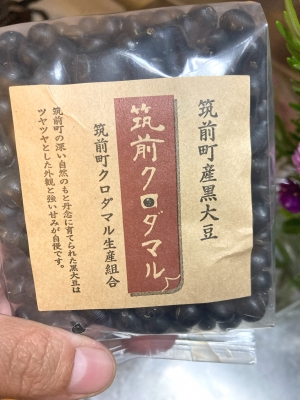 筑前町産黒大豆
筑前クロダマル
筑前町クロダマル生産組合
筑前町の深い自然のもと丹念に育てられた黒大豆は
ツヤツヤとした外観と強い甘みが自慢です。